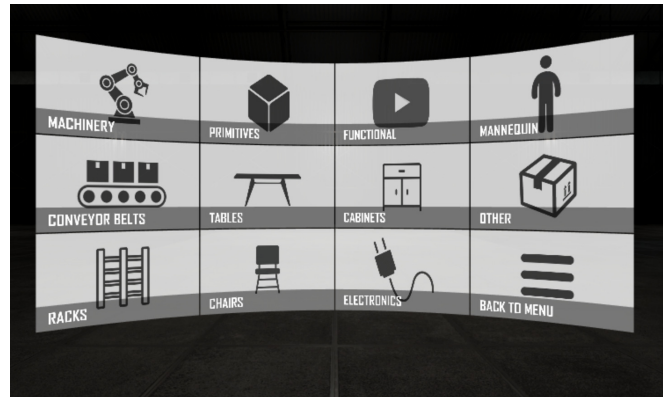 MACHINERY
PRIMITIVES
FUNCTIONAL
MANNEQUIN
CONVEYOR BELTS
TABLES
CABINETS
OTHER
RACKS
CHAIRS
ELECTRONICS
BACK TO MENU